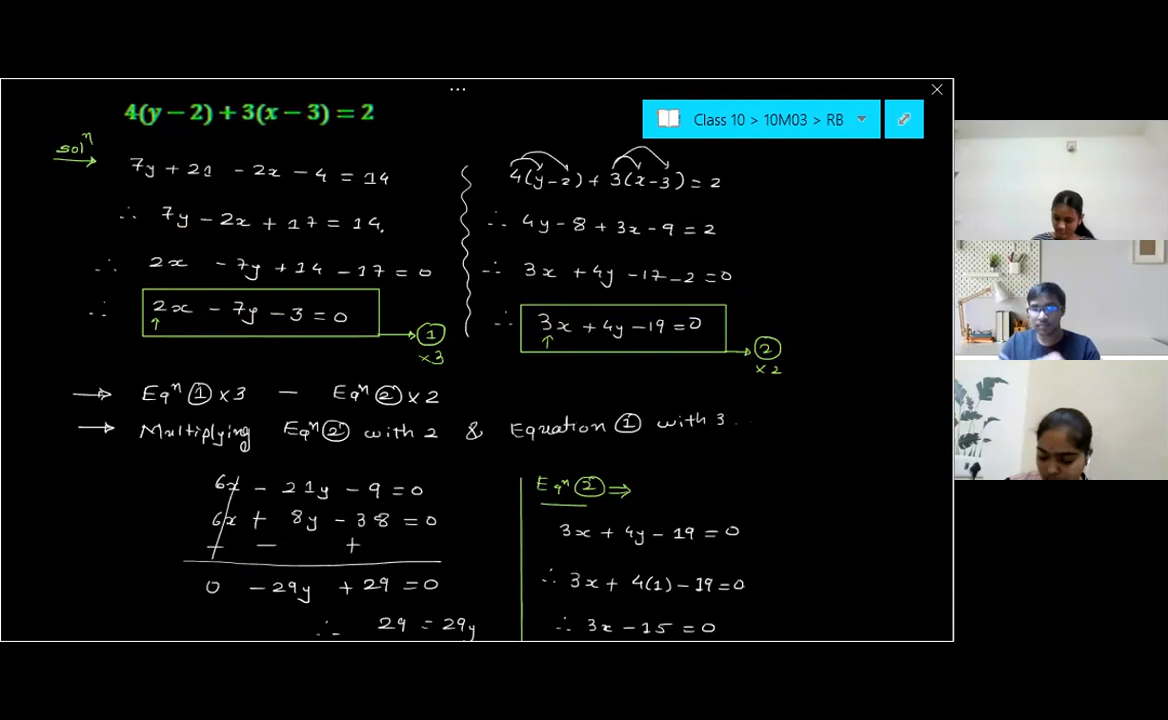 4(y − 2) + 3(x − 3) = 2
Class 10 > 10M03 > RB
solⁿ
7y + 21 - 2x - 4 = 14
∴ 7y - 2x + 17 = 14.
∴ 2x - 7y + 14 - 17 = 0
∴ 2x - 7y - 3 = 0
① ×3
4(y-2) + 3(x-3) = 2
∴ 4y - 8 + 3x - 9 = 2
∴ 3x + 4y - 17 - 2 = 0
∴ 3x + 4y - 19 = 0
② ×2
→ Eqⁿ ① ×3 - Eqⁿ ② ×2
→ Multiplying Eqⁿ ② with 2 & Equation ① with 3 ..
6x - 21y - 9 = 0
6x + 8y - 38 = 0
- - +
0 - 29y + 29 = 0
∴ 29 = 29y
Eqⁿ ② ⇒
3x + 4y - 19 = 0
∴ 3x + 4(1) - 19 = 0
∴ 3x - 15 = 0